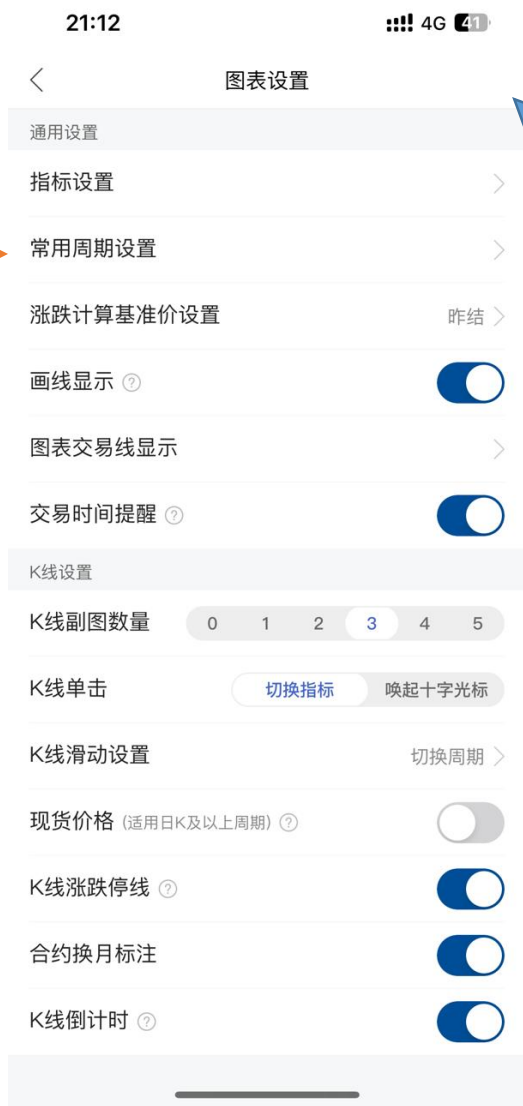 21:12 4G 41
图表设置
通用设置
指标设置
常用周期设置
涨跌计算基准价设置 昨结
画线显示 ?
图表交易线显示
交易时间提醒 ?
K线设置
K线副图数量 0 1 2 3 4 5
K线单击 切换指标 唤起十字光标
K线滑动设置 切换周期
现货价格 (适用日K及以上周期) ?
K线涨跌停线 ?
合约换月标注
K线倒计时 ?